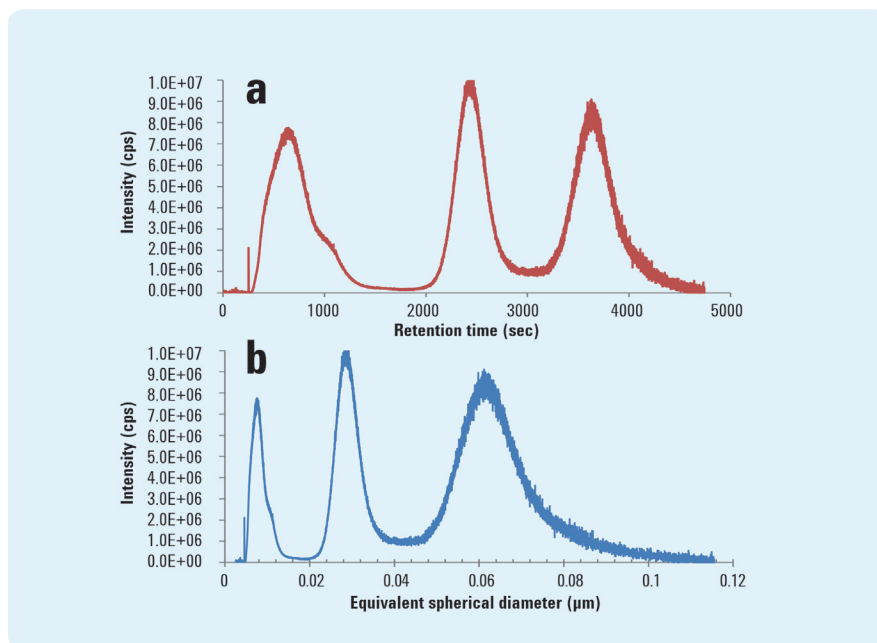 a
1.0E+07
9.0E+06
8.0E+06
7.0E+06
6.0E+06
5.0E+06
4.0E+06
3.0E+06
2.0E+06
1.0E+06
0.0E+00
Intensity (cps)
0 1000 2000 3000 4000 5000
Retention time (sec)
b
1.0E+07
9.0E+06
8.0E+06
7.0E+06
6.0E+06
5.0E+06
4.0E+06
3.0E+06
2.0E+06
1.0E+06
0.0E+00
Intensity (cps)
0 0.02 0.04 0.06 0.08 0.1 0.12
Equivalent spherical diameter (µm)